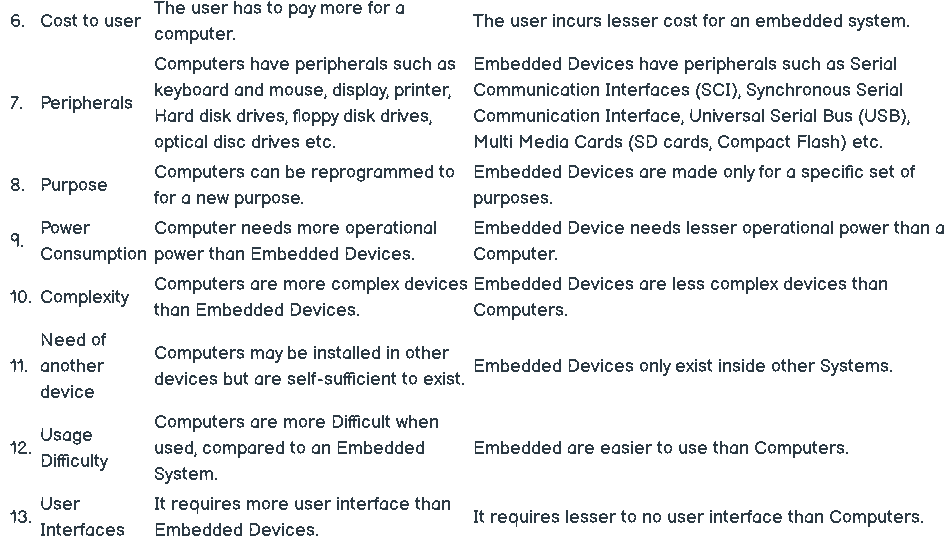 6. Cost to user The user has to pay more for a computer. The user incurs lesser cost for an embedded system.
7. Peripherals Computers have peripherals such as keyboard and mouse, display, printer, Hard disk drives, floppy disk drives, optical disc drives etc. Embedded Devices have peripherals such as Serial Communication Interfaces (SCI), Synchronous Serial Communication Interface, Universal Serial Bus (USB), Multi Media Cards (SD cards, Compact Flash) etc.
8. Purpose Computers can be reprogrammed to for a new purpose. Embedded Devices are made only for a specific set of purposes.
9. Power Consumption Computer needs more operational power than Embedded Devices. Embedded Device needs lesser operational power than a Computer.
10. Complexity Computers are more complex devices than Embedded Devices. Embedded Devices are less complex devices than Computers.
11. Need of another device Computers may be installed in other devices but are self-sufficient to exist. Embedded Devices only exist inside other Systems.
12. Usage Difficulty Computers are more Difficult when used, compared to an Embedded System. Embedded are easier to use than Computers.
13. User Interfaces It requires more user interface than Embedded Devices. It requires lesser to no user interface than Computers.